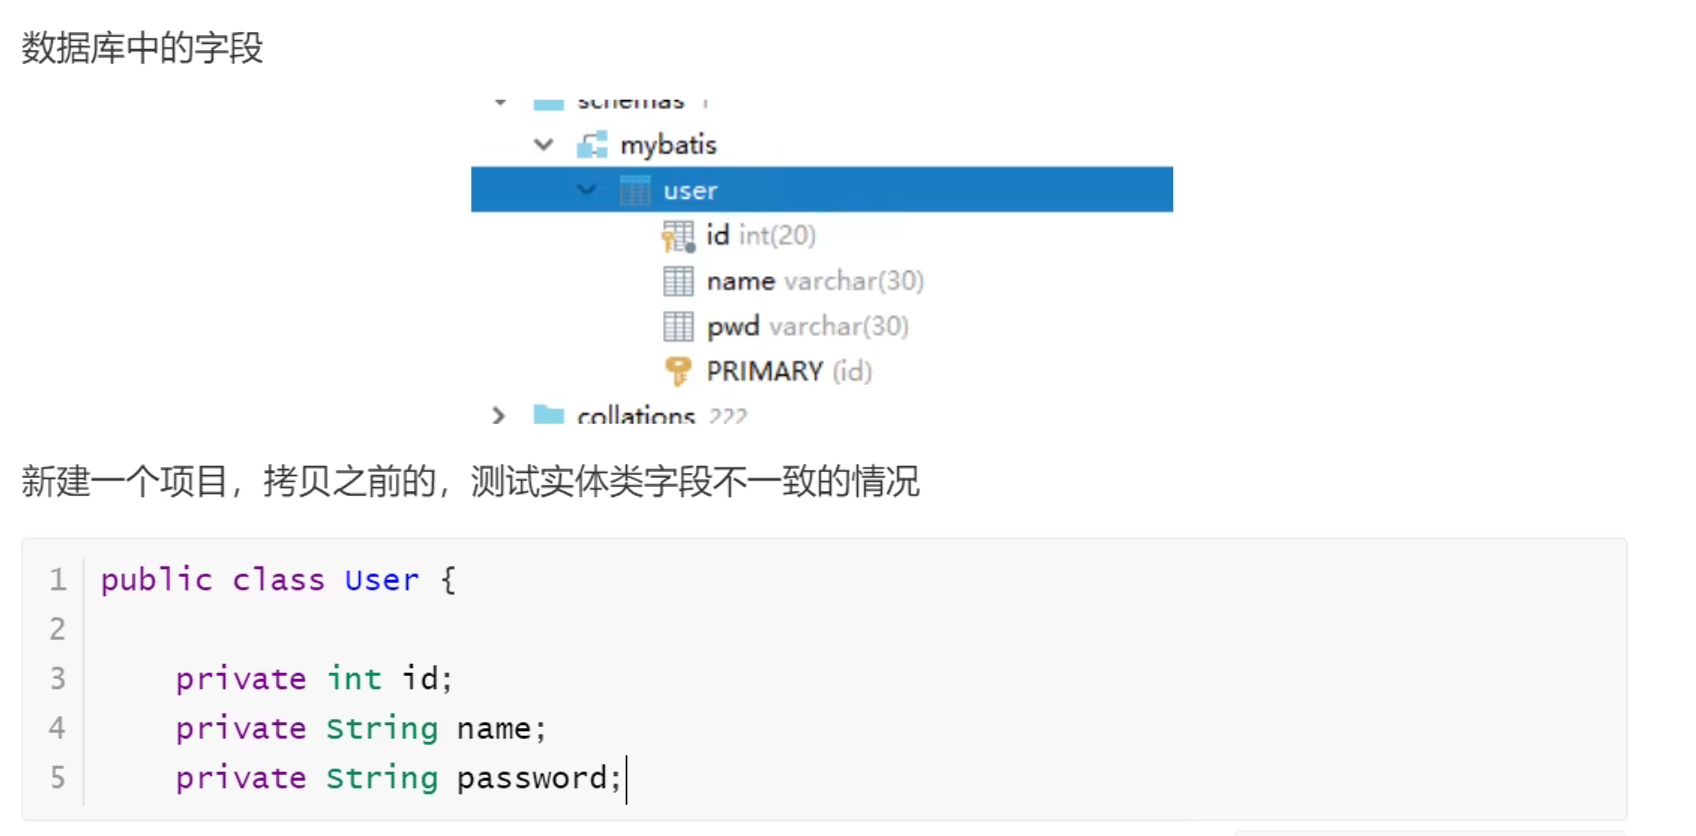 数据库中的字段
schemas 1
mybatis
user
id int(20)
name varchar(30)
pwd varchar(30)
PRIMARY (id)
collations 222
新建一个项目，拷贝之前的，测试实体类字段不一致的情况
1 public class User {
2
3 private int id;
4 private String name;
5 private String password;